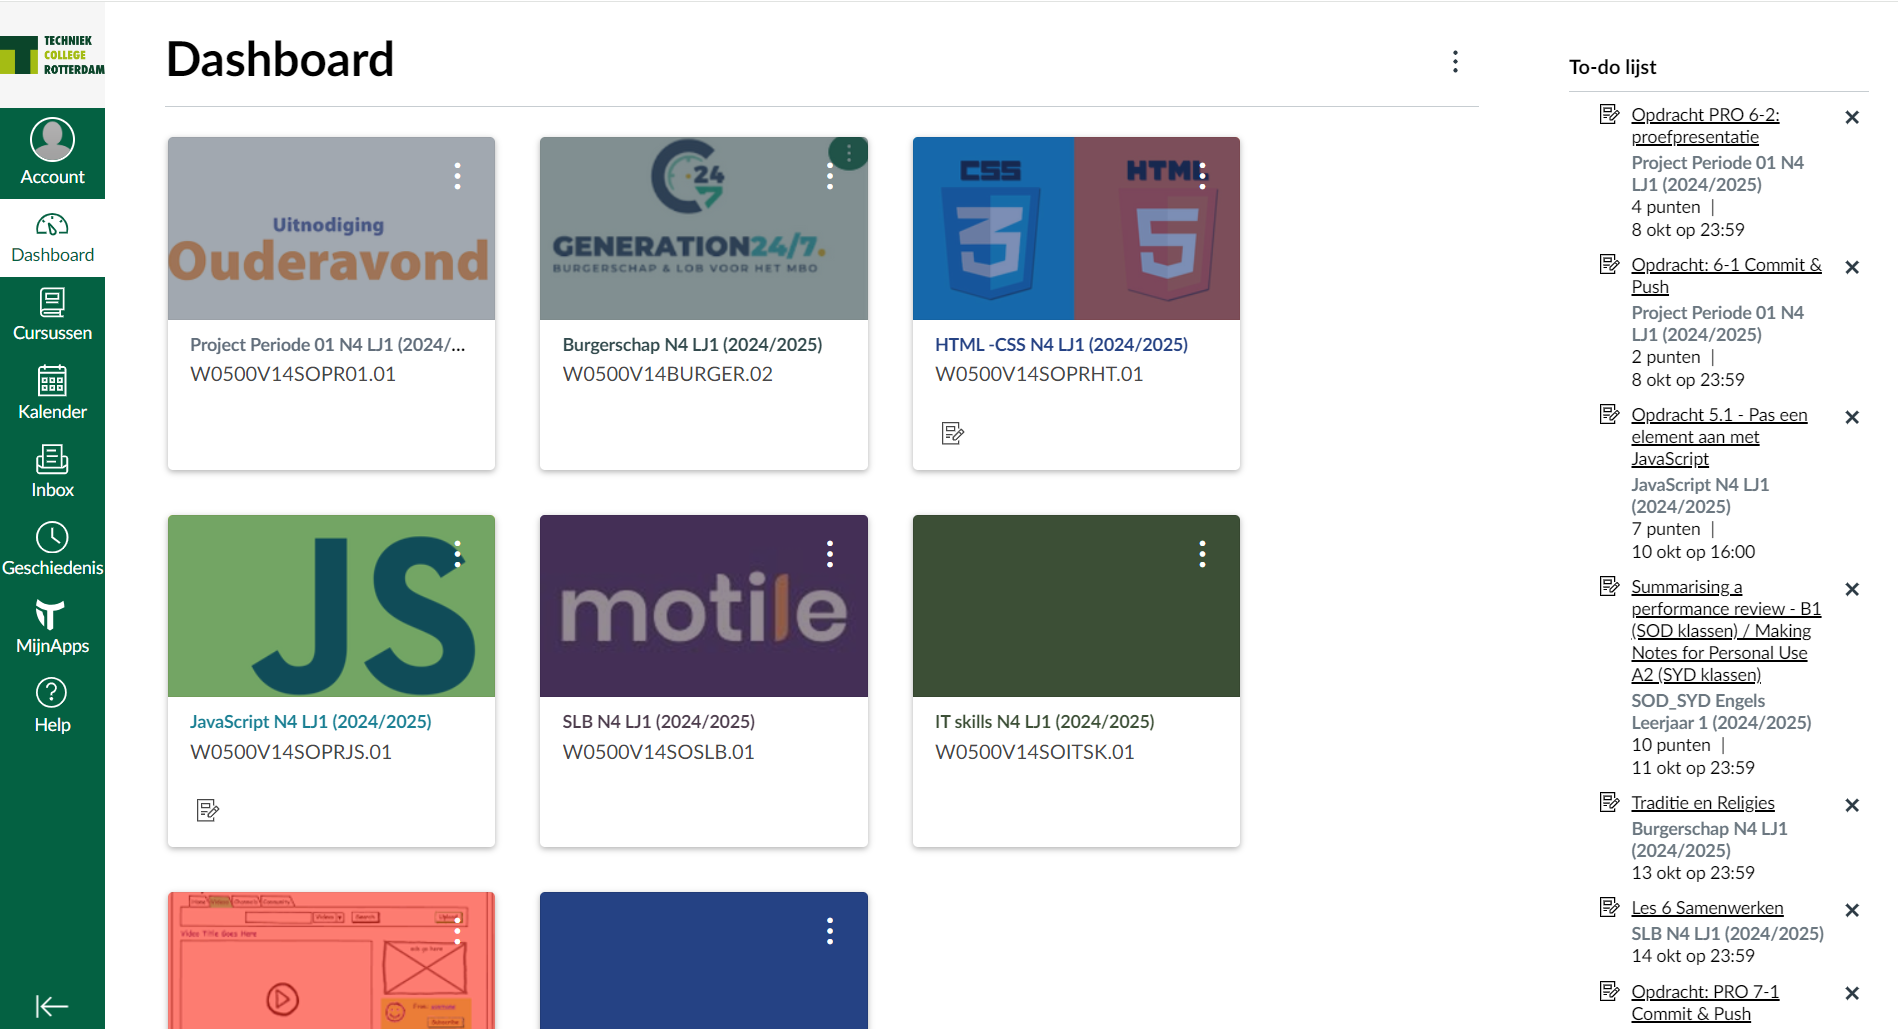 TECHNIEK
COLLEGE
ROTTERDAM
Account
Dashboard
Cursussen
Kalender
Inbox
Geschiedenis
MijnApps
Help
Dashboard
Uitnodiging
Ouderavond
Project Periode 01 N4 LJ1 (2024/...
W0500V14SOPR01.01
24
7
GENERATION24/7.
BURGERSCHAP & LOB VOOR HET MBO
Burgerschap N4 LJ1 (2024/2025)
W0500V14BURGER.02
CSS
3
HTML
5
HTML -CSS N4 LJ1 (2024/2025)
W0500V14SOPRHT.01
JS
JavaScript N4 LJ1 (2024/2025)
W0500V14SOPRJS.01
motile
SLB N4 LJ1 (2024/2025)
W0500V14SOSLB.01
IT skills N4 LJ1 (2024/2025)
W0500V14SOITSK.01
Video Title Goes Here
To-do lijst
Opdracht PRO 6-2:
proefpresentatie
Project Periode 01 N4
LJ1 (2024/2025)
4 punten |
8 okt op 23:59
Opdracht: 6-1 Commit &
Push
Project Periode 01 N4
LJ1 (2024/2025)
2 punten |
8 okt op 23:59
Opdracht 5.1 - Pas een
element aan met
JavaScript
JavaScript N4 LJ1
(2024/2025)
7 punten |
10 okt op 16:00
Summarising a
performance review - B1
(SOD klassen) / Making
Notes for Personal Use
A2 (SYD klassen)
SOD_SYD Engels
Leerjaar 1 (2024/2025)
10 punten |
11 okt op 23:59
Traditie en Religies
Burgerschap N4 LJ1
(2024/2025)
13 okt op 23:59
Les 6 Samenwerken
SLB N4 LJ1 (2024/2025)
14 okt op 23:59
Opdracht: PRO 7-1
Commit & Push